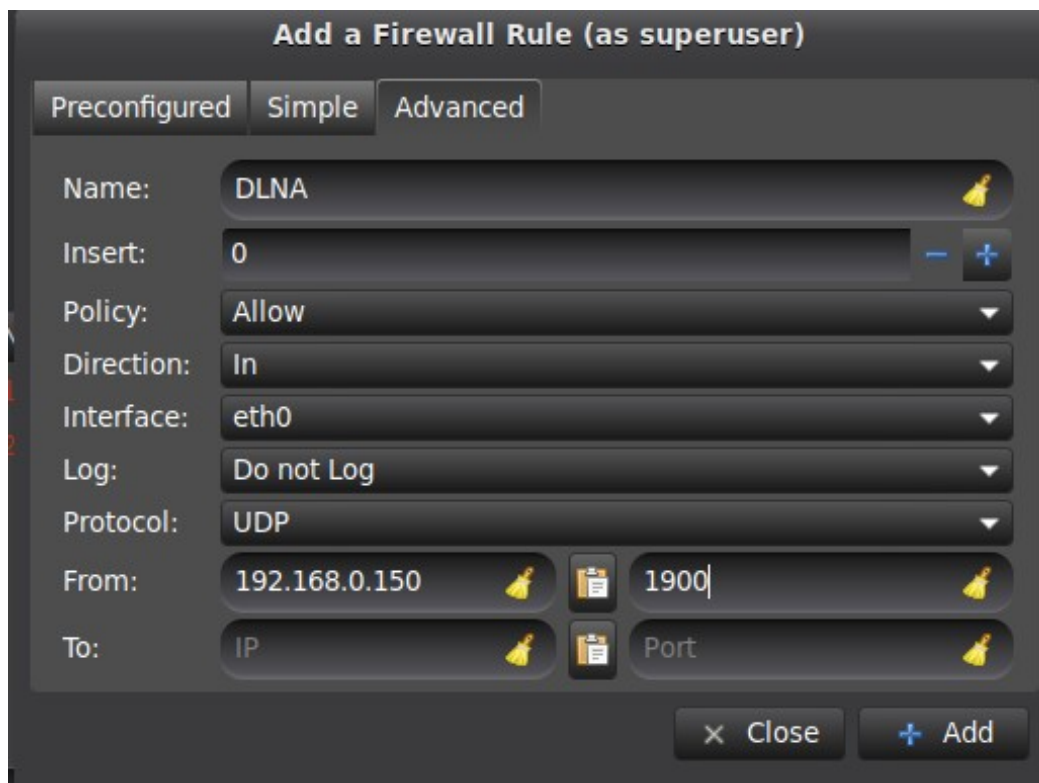 Add a Firewall Rule (as superuser)
Preconfigured Simple Advanced
Name: DLNA
Insert: 0
Policy: Allow
Direction: In
Interface: eth0
Log: Do not Log
Protocol: UDP
From: 192.168.0.150 1900
To: IP Port
Close Add